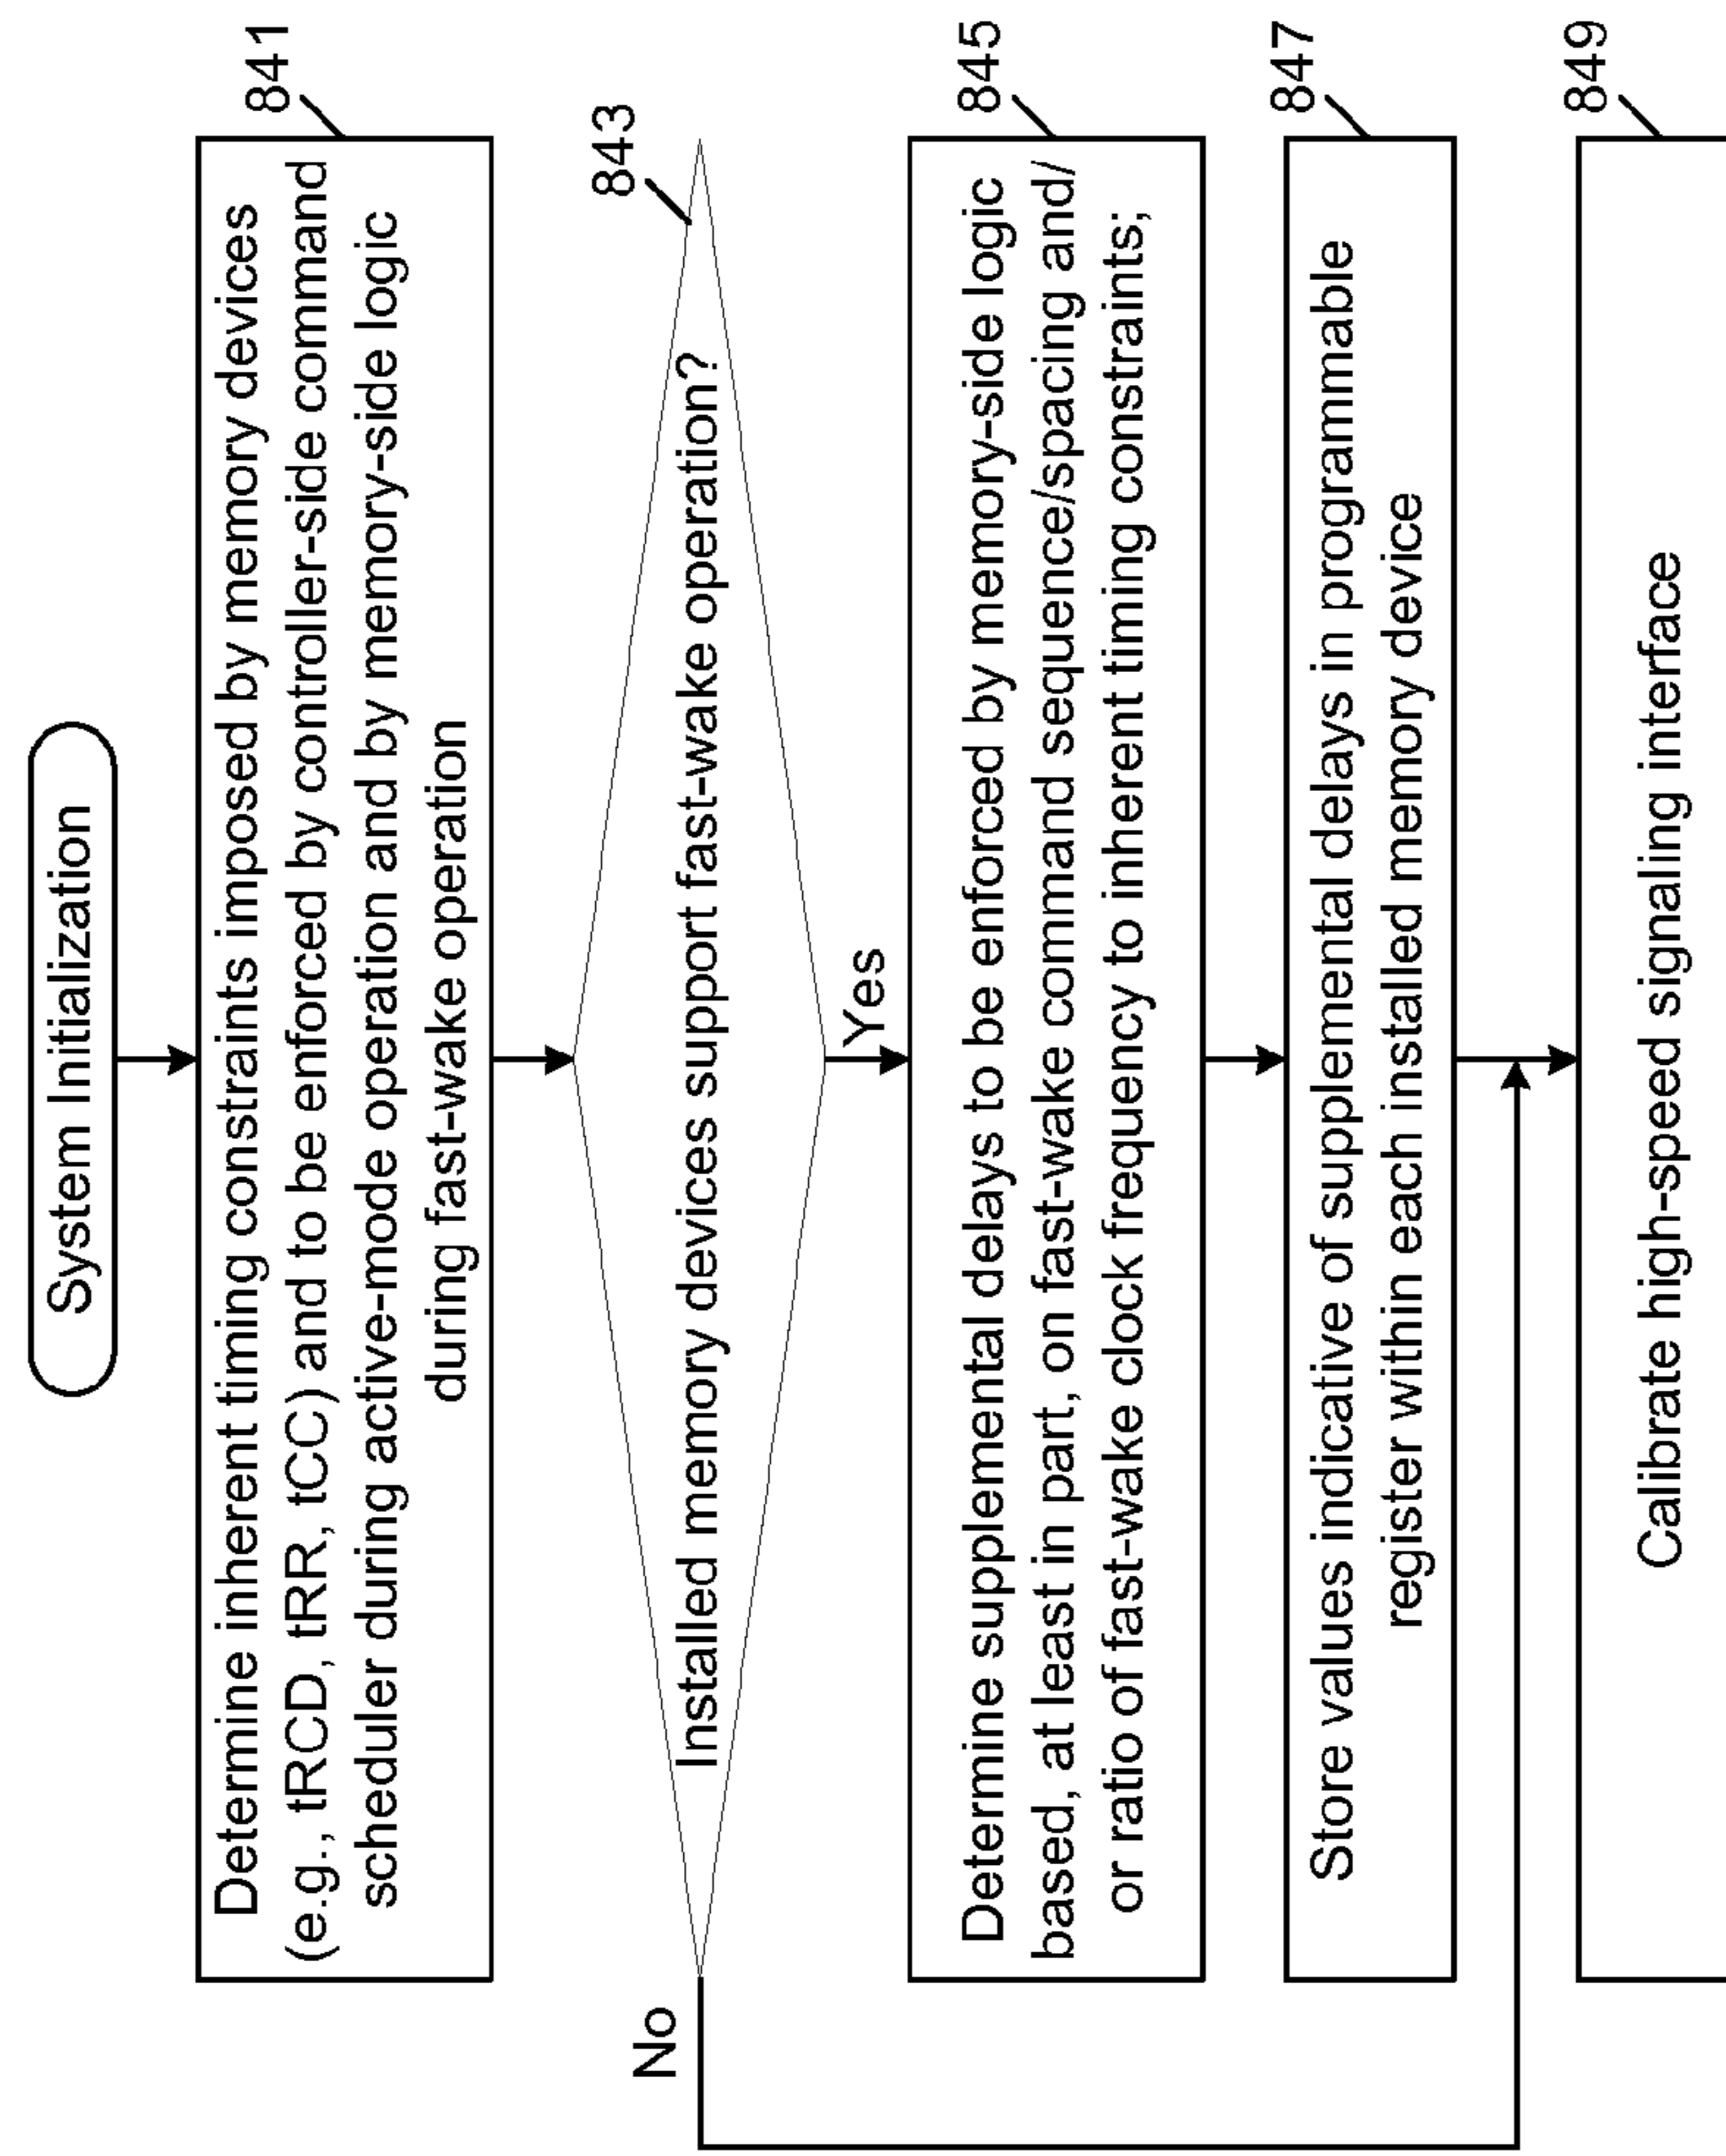 System Initialization
841
Determine inherent timing constraints imposed by memory devices
(e.g., tRCD, tRR, tCC) and to be enforced by controller-side command
scheduler during active-mode operation and by memory-side logic
during fast-wake operation
843
Installed memory devices support fast-wake operation?
No
Yes
845
Determine supplemental delays to be enforced by memory-side logic
based, at least in part, on fast-wake command sequence/spacing and/
or ratio of fast-wake clock frequency to inherent timing constraints;
847
Store values indicative of supplemental delays in programmable
register within each installed memory device
849
Calibrate high-speed signaling interface